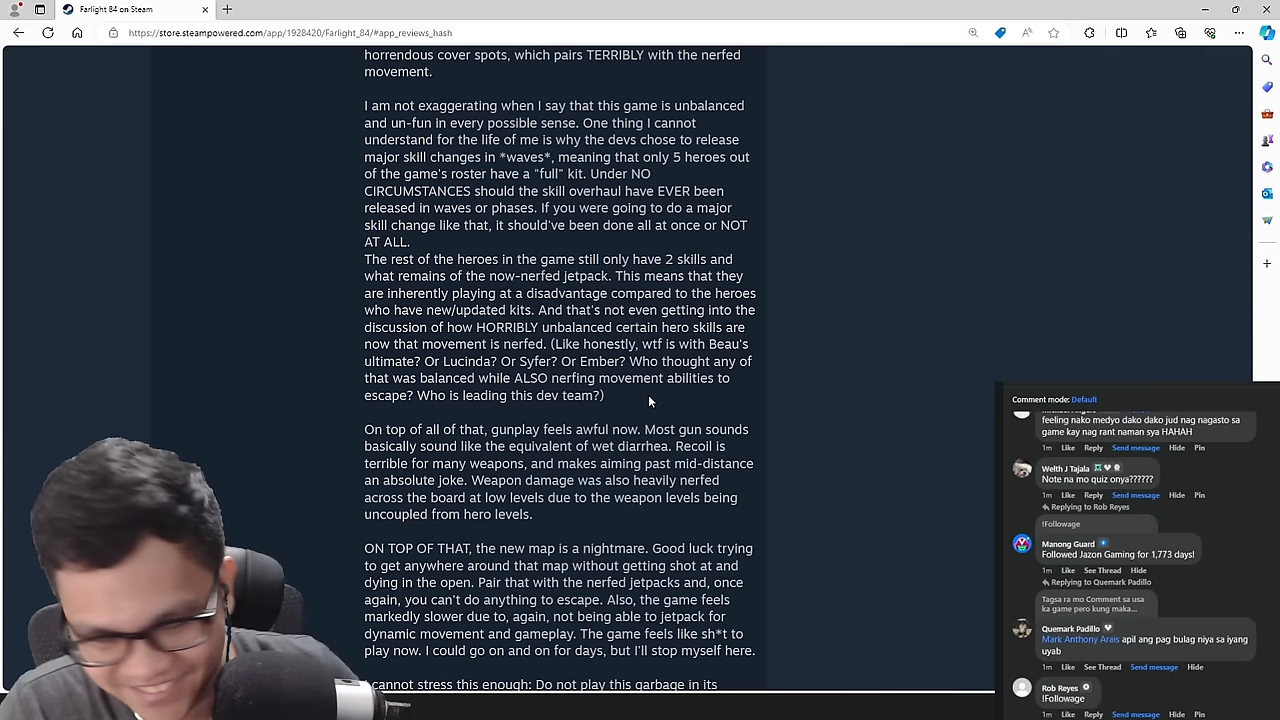 Farlight 84 on Steam
https://store.steampowered.com/app/1928420/Farlight_84/#app_reviews_hash
horrendous cover spots, which pairs TERRIBLY with the nerfed
movement.
I am not exaggerating when I say that this game is unbalanced
and un-fun in every possible sense. One thing I cannot
understand for the life of me is why the devs chose to release
major skill changes in *waves*, meaning that only 5 heroes out
of the game's roster have a "full" kit. Under NO
CIRCUMSTANCES should the skill overhaul have EVER been
released in waves or phases. If you were going to do a major
skill change like that, it should've been done all at once or NOT
AT ALL.
The rest of the heroes in the game still only have 2 skills and
what remains of the now-nerfed jetpack. This means that they
are inherently playing at a disadvantage compared to the heroes
who have new/updated kits. And that's not even getting into the
discussion of how HORRIBLY unbalanced certain hero skills are
now that movement is nerfed. (Like honestly, wtf is with Beau's
ultimate? Or Lucinda? Or Syfer? Or Ember? Who thought any of
that was balanced while ALSO nerfing movement abilities to
escape? Who is leading this dev team?)
On top of all of that, gunplay feels awful now. Most gun sounds
basically sound like the equivalent of wet diarrhea. Recoil is
terrible for many weapons, and makes aiming past mid-distance
an absolute joke. Weapon damage was also heavily nerfed
across the board at low levels due to the weapon levels being
uncoupled from hero levels.
ON TOP OF THAT, the new map is a nightmare. Good luck trying
to get anywhere around that map without getting shot at and
dying in the open. Pair that with the nerfed jetpacks and, once
again, you can't do anything to escape. Also, the game feels
markedly slower due to, again, not being able to jetpack for
dynamic movement and gameplay. The game feels like sh*t to
play now. I could go on and on for days, but I'll stop myself here.
cannot stress this enough: Do not play this garbage in its
Comment mode: Default
feeling nako medyo dako dako jud nag nagasto sa
game kay nag rant naman sya HAHAH
1m Like Reply Send message Hide Pin
Welth J Tajala
Note na mo quiz onya??????
1m Like Reply Send message Hide Pin
Replying to Rob Reyes
!Followage
Manong Guard
Followed Jazon Gaming for 1,773 days!
1m Like See Thread Hide
Replying to Quemark Padillo
Tagsa ra mo Comment sa usa
ka game pero kung maka...
Quemark Padillo
Mark Anthony Arais apil ang pag bulag niya sa iyang
uyab
1m Like See Thread Send message Hide
Rob Reyes
!Followage
1m Like Reply Send message Hide Pin